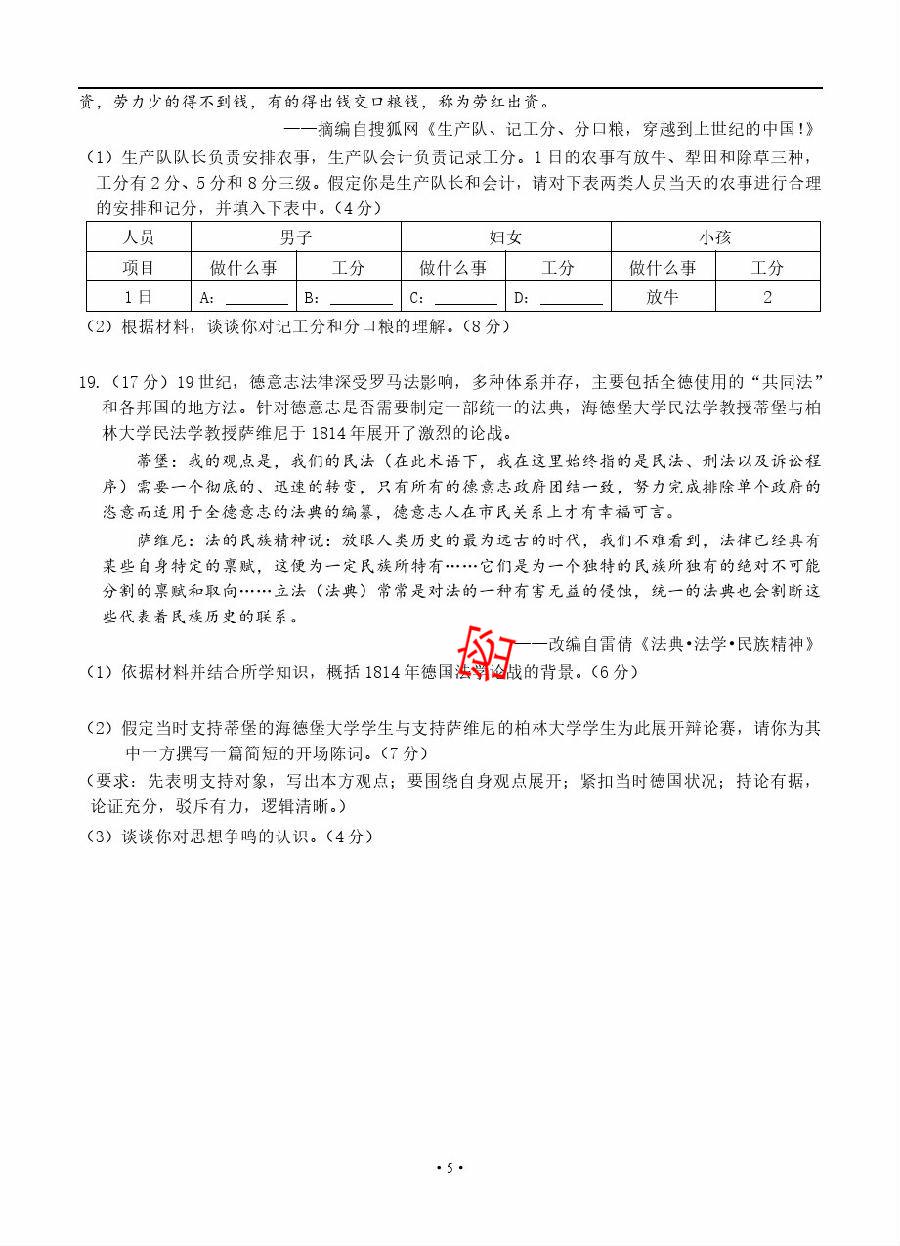 资，劳力少的得不到钱，有的得出钱交口粮钱，称为劳红出资。
——摘编自搜狐网《生产队、记工分、分口粮，穿越到上世纪的中国!》
（1）生产队队长负责安排农事，生产队会计负责记录工分。1日的农事有放牛、犁田和除草三种，
工分有2分、5分和8分三级。假定你是生产队长和会计，请对下表两类人员当天的农事进行合理
的安排和记分，并填入下表中。（4分）
人员 男子 妇女 小孩
项目 做什么事 工分 做什么事 工分 做什么事 工分
1日 A：________ B：________ C：________ D：________ 放牛 2
（2）根据材料，谈谈你对记工分和分口粮的理解。（8分）
19.（17分）19世纪，德意志法律深受罗马法影响，多种体系并存，主要包括全德使用的“共同法”
和各邦国的地方法。针对德意志是否需要制定一部统一的法典，海德堡大学民法学教授蒂堡与柏
林大学民法学教授萨维尼于1814年展开了激烈的论战。
蒂堡：我的观点是，我们的民法（在此术语下，我在这里始终指的是民法、刑法以及诉讼程
序）需要一个彻底的、迅速的转变，只有所有的德意志政府团结一致，努力完成排除单个政府的
恣意而适用于全德意志的法典的编纂，德意志人在市民关系上才有幸福可言。
萨维尼：法的民族精神说：放眼人类历史的最为远古的时代，我们不难看到，法律已经具有
某些自身特定的禀赋，这便为一定民族所特有……它们是为一个独特的民族所独有的绝对不可能
分割的禀赋和取向……立法（法典）常常是对法的一种有害无益的侵蚀，统一的法典也会割断这
些代表着民族历史的联系。
——改编自雷倩《法典•法学•民族精神》
（1）依据材料并结合所学知识，概括1814年德国法学论战的背景。（6分）
（2）假定当时支持蒂堡的海德堡大学学生与支持萨维尼的柏林大学学生为此展开辩论赛，请你为其
中一方撰写一篇简短的开场陈词。（7分）
（要求：先表明支持对象，写出本方观点；要围绕自身观点展开；紧扣当时德国状况；持论有据，
论证充分，驳斥有力，逻辑清晰。）
（3）谈谈你对思想争鸣的认识。（4分）
•5•